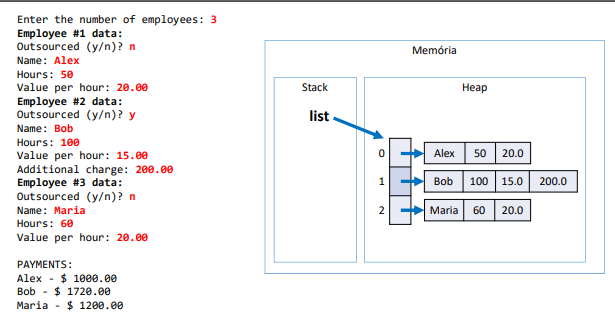 Enter the number of employees: 3
Employee #1 data:
Outsourced (y/n)? n
Name: Alex
Hours: 50
Value per hour: 20.00
Employee #2 data:
Outsourced (y/n)? y
Name: Bob
Hours: 100
Value per hour: 15.00
Additional charge: 200.00
Employee #3 data:
Outsourced (y/n)? n
Name: Maria
Hours: 60
Value per hour: 20.00
PAYMENTS:
Alex - $ 1000.00
Bob - $ 1720.00
Maria - $ 1200.00
Memória
Stack
Heap
list
0 Alex 50 20.0
1 Bob 100 15.0 200.0
2 Maria 60 20.0